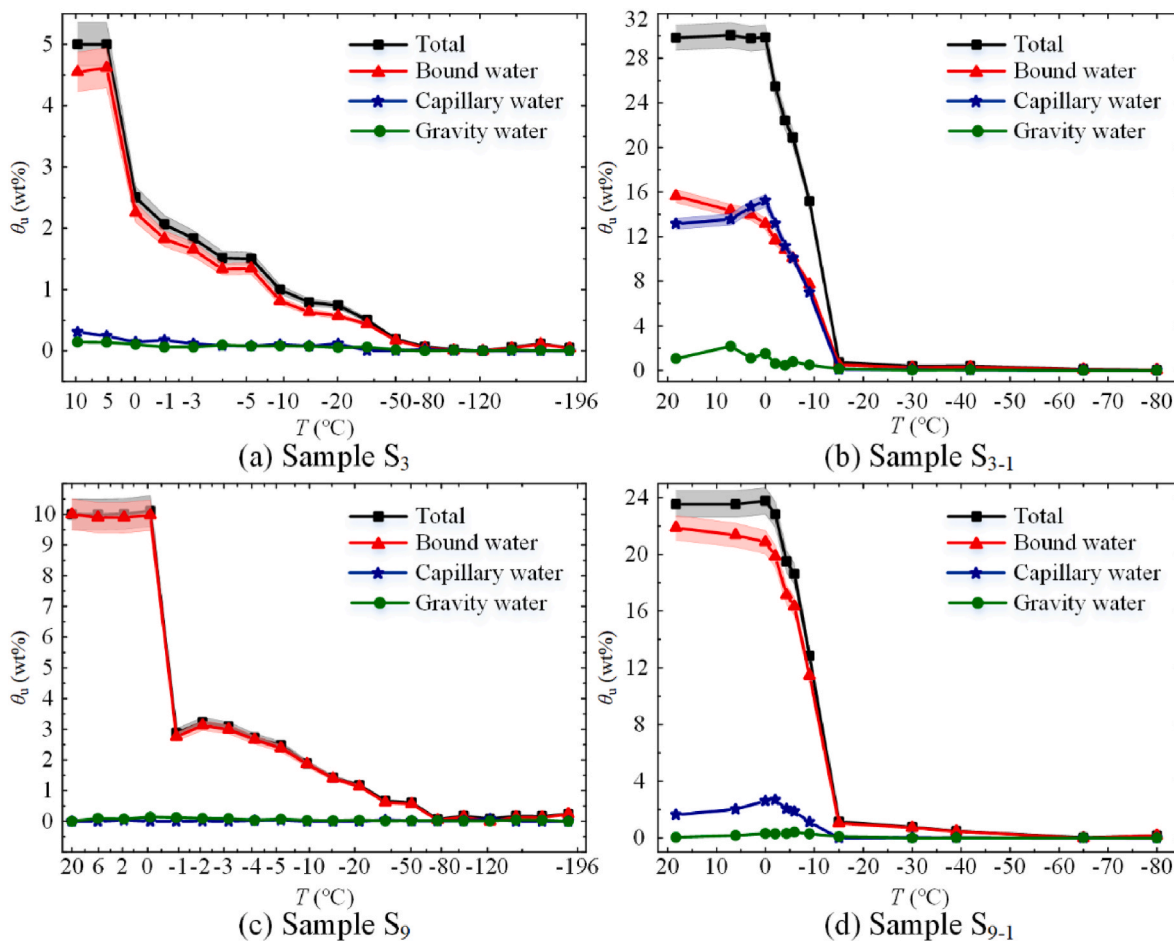 5
4
3
2
1
0
θu (wt%)
Total
Bound water
Capillary water
Gravity water
10 5 0 -1 -3 -5 -10 -20 -50 -80 -120 -196
T (°C)
(a) Sample S3
32
28
24
20
16
12
8
4
0
θu (wt%)
Total
Bound water
Capillary water
Gravity water
20 10 0 -10 -20 -30 -40 -50 -60 -70 -80
T (°C)
(b) Sample S3-1
10
9
8
7
6
5
4
3
2
1
0
θu (wt%)
Total
Bound water
Capillary water
Gravity water
20 6 2 0 -1 -2 -3 -4 -5 -10 -20 -50 -80 -120 -196
T (°C)
(c) Sample S9
24
20
16
12
8
4
0
θu (wt%)
Total
Bound water
Capillary water
Gravity water
20 10 0 -10 -20 -30 -40 -50 -60 -70 -80
T (°C)
(d) Sample S9-1